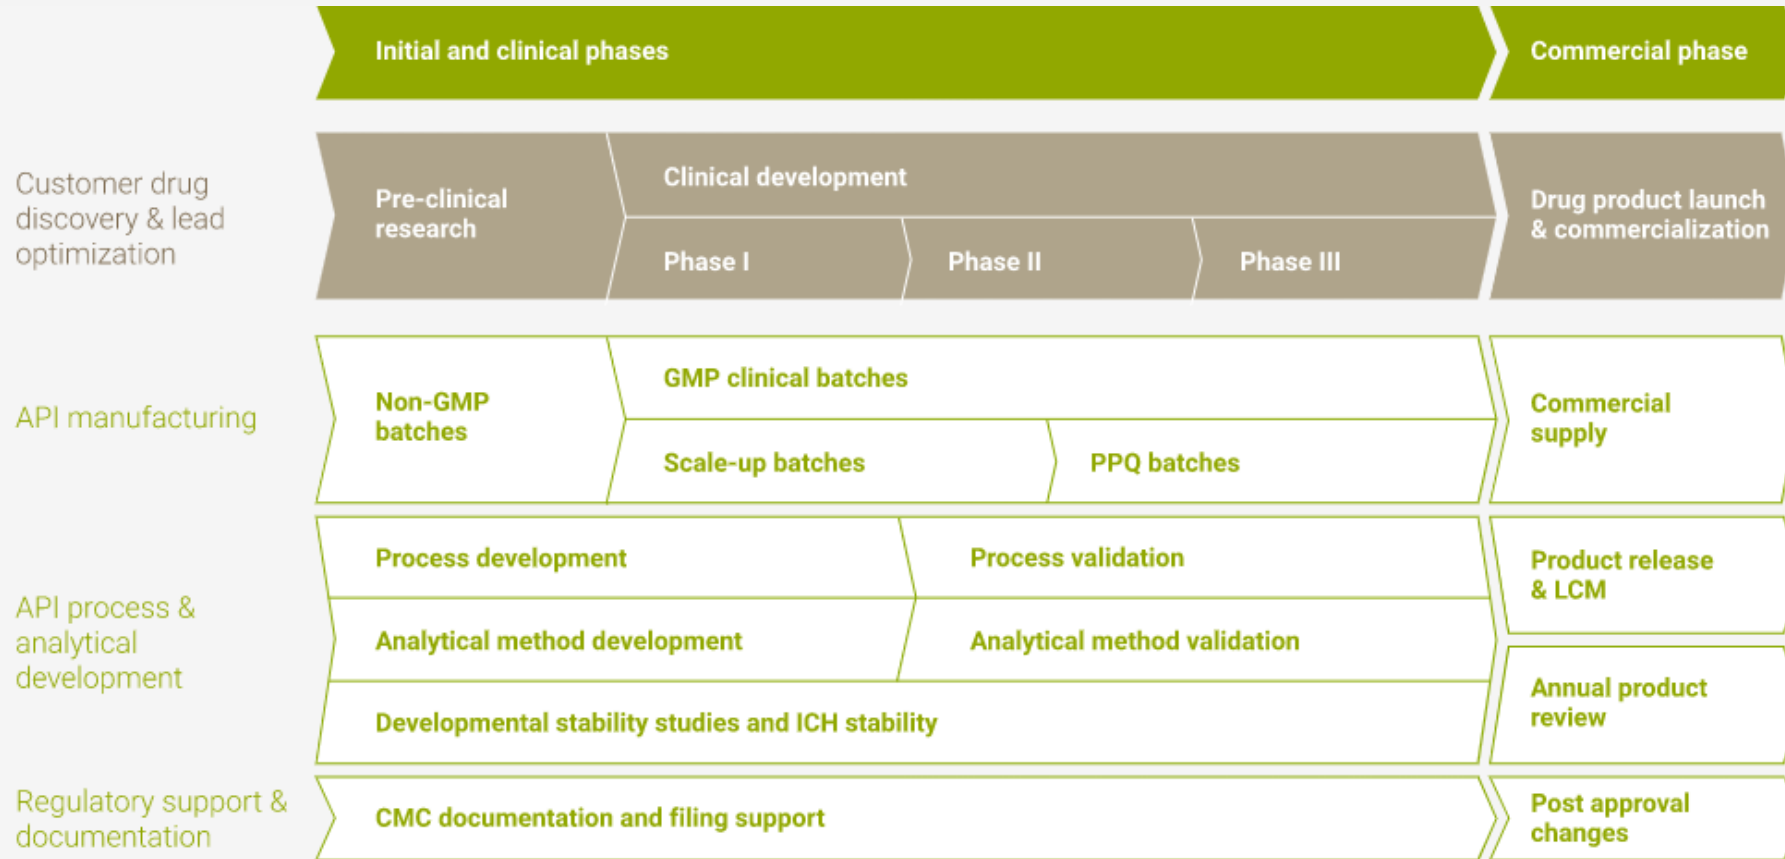 Initial and clinical phases
Commercial phase
Customer drug
discovery & lead
optimization
Pre-clinical
research
Clinical development
Phase I
Phase II
Phase III
Drug product launch
& commercialization
API manufacturing
Non-GMP
batches
GMP clinical batches
Scale-up batches
PPQ batches
Commercial
supply
API process &
analytical
development
Process development
Process validation
Analytical method development
Analytical method validation
Developmental stability studies and ICH stability
Product release
& LCM
Annual product
review
Regulatory support &
documentation
CMC documentation and filing support
Post approval
changes